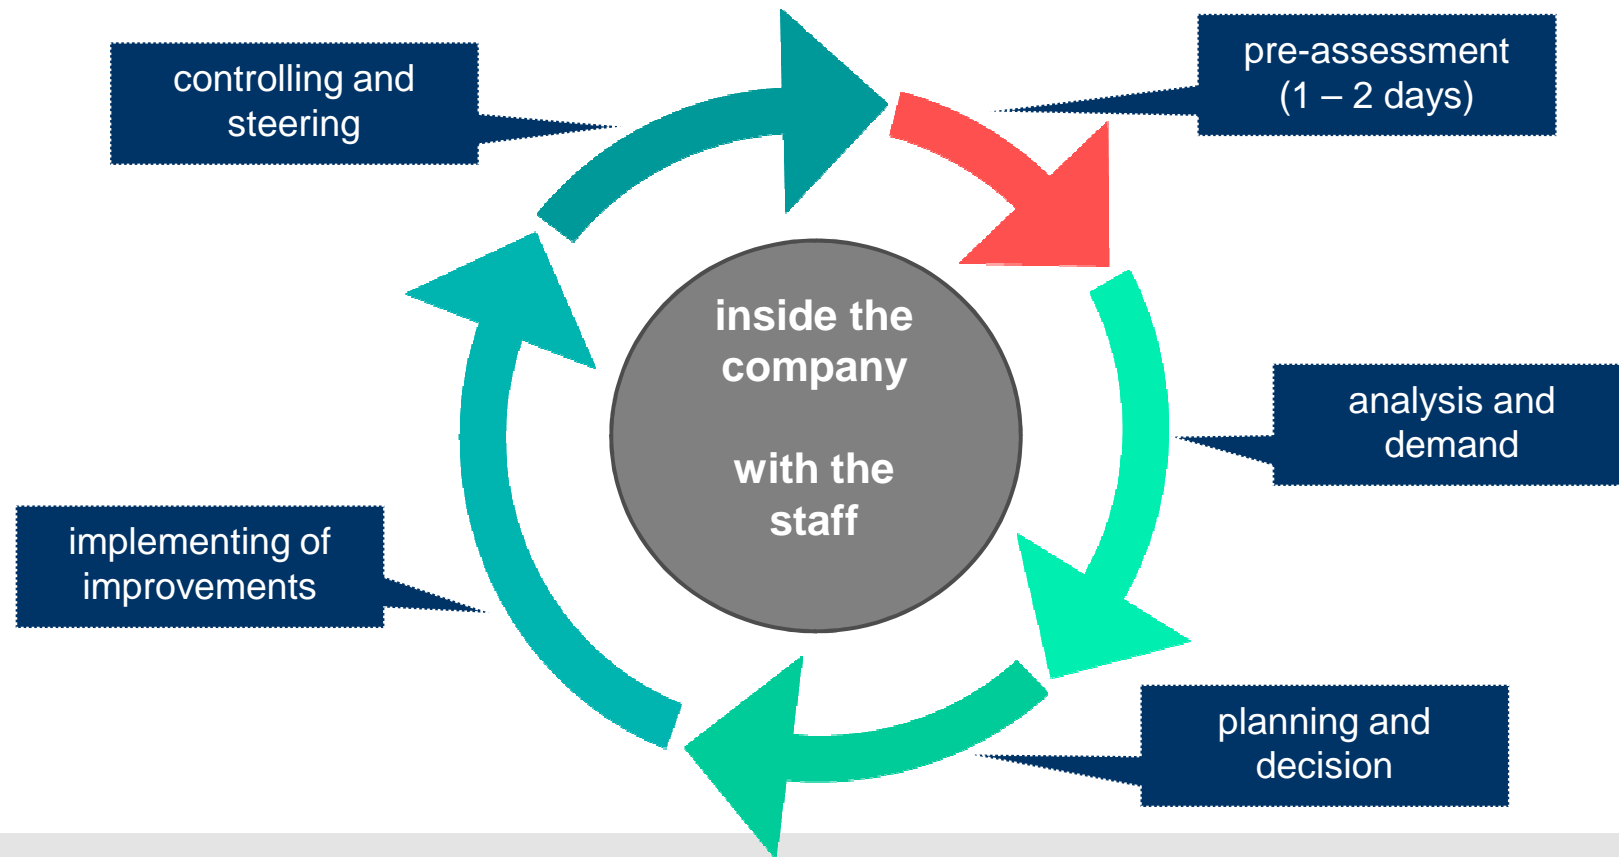 controlling and
steering
pre-assessment
(1 – 2 days)
inside the
company
with the
staff
analysis and
demand
implementing of
improvements
planning and
decision